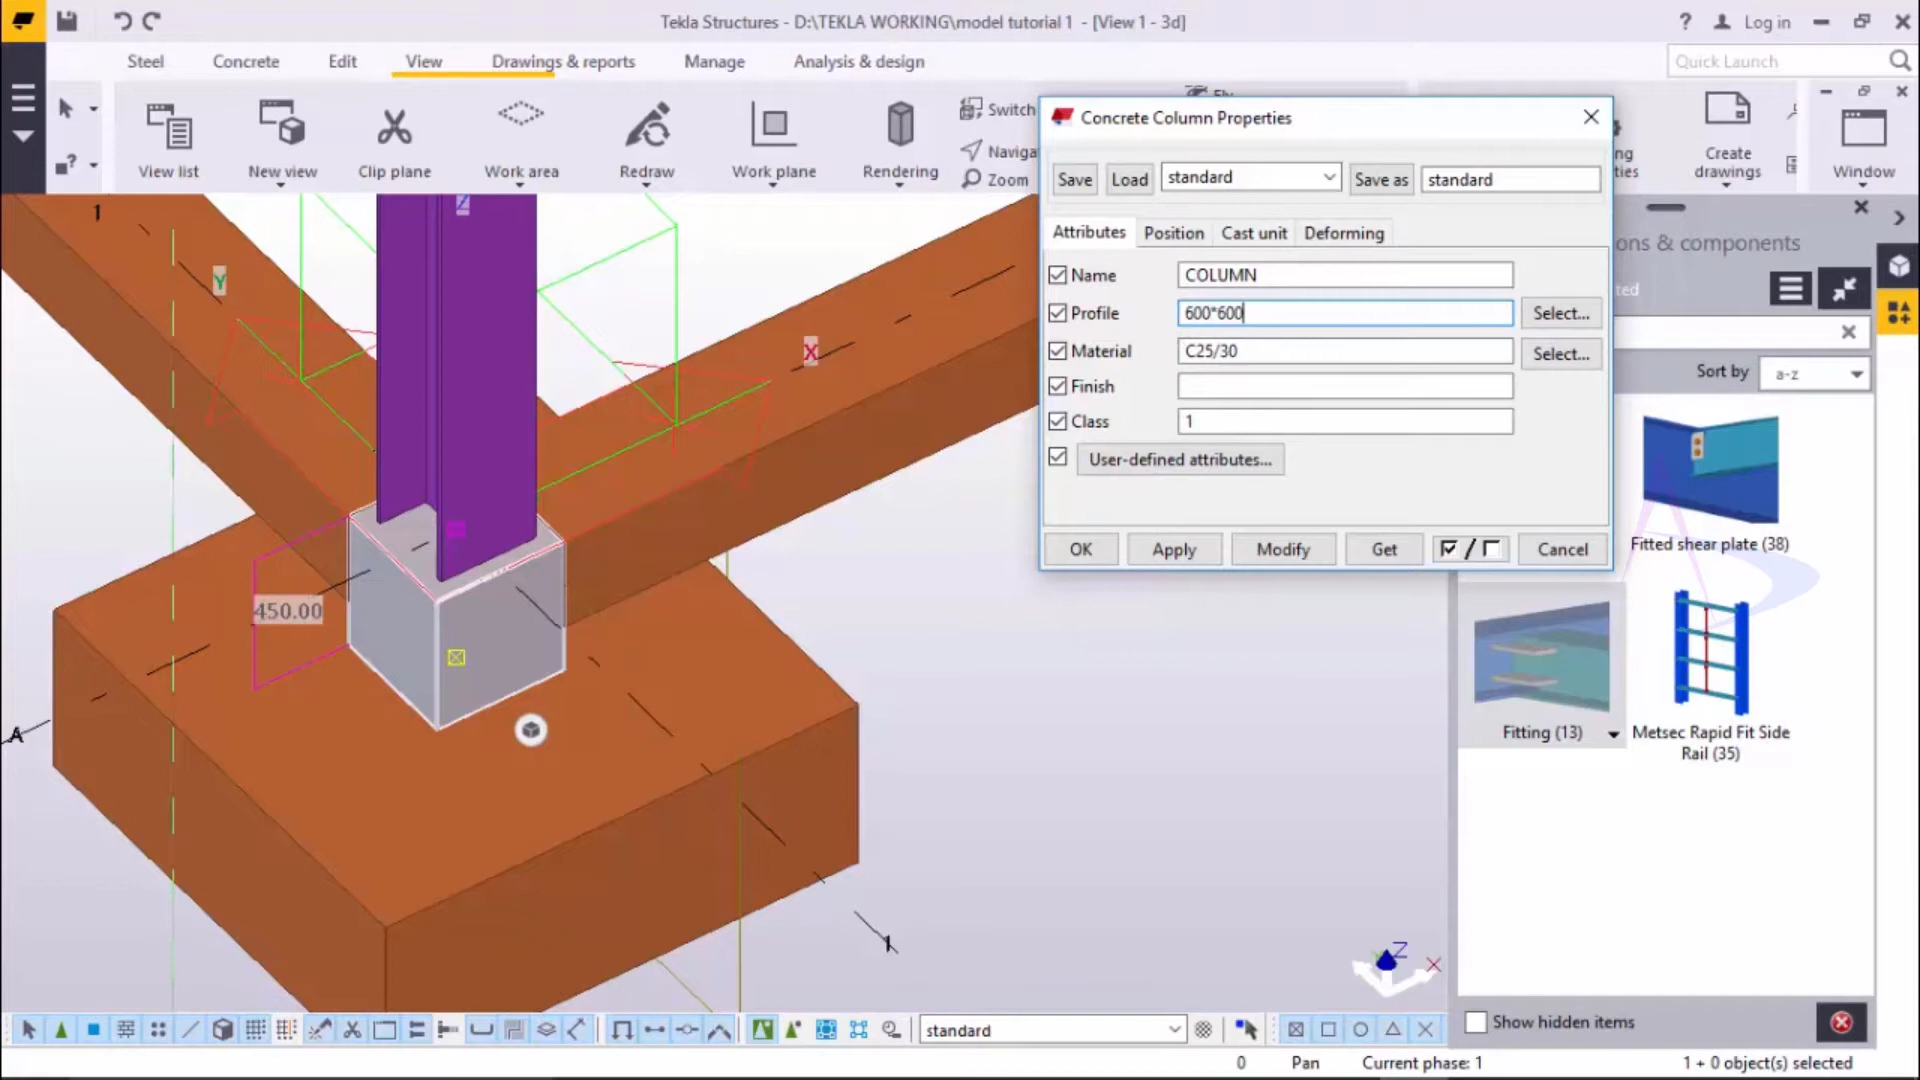 Tekla Structures - D:\TEKLA WORKING\model tutorial 1 - [View 1 - 3d]
? Log in
Steel Concrete Edit View Drawings & reports Manage Analysis & design
Quick Launch
View list
New view
Clip plane
Work area
Redraw
Work plane
Rendering
Switch
Naviga
Zoom
Fly
Create drawings
Window
Concrete Column Properties
Save Load standard Save as standard
Attributes Position Cast unit Deforming
Name COLUMN
Profile 600*600 Select...
Material C25/30 Select...
Finish
Class 1
User-defined attributes...
OK Apply Modify Get / Cancel
ons & components
ted
Sort by a-z
Fitted shear plate (38)
Fitting (13)
Metsec Rapid Fit Side
Rail (35)
Show hidden items
1
Y
Z
X
450.00
A
1
Z
X
standard
0 Pan Current phase: 1 1 + 0 object(s) selected